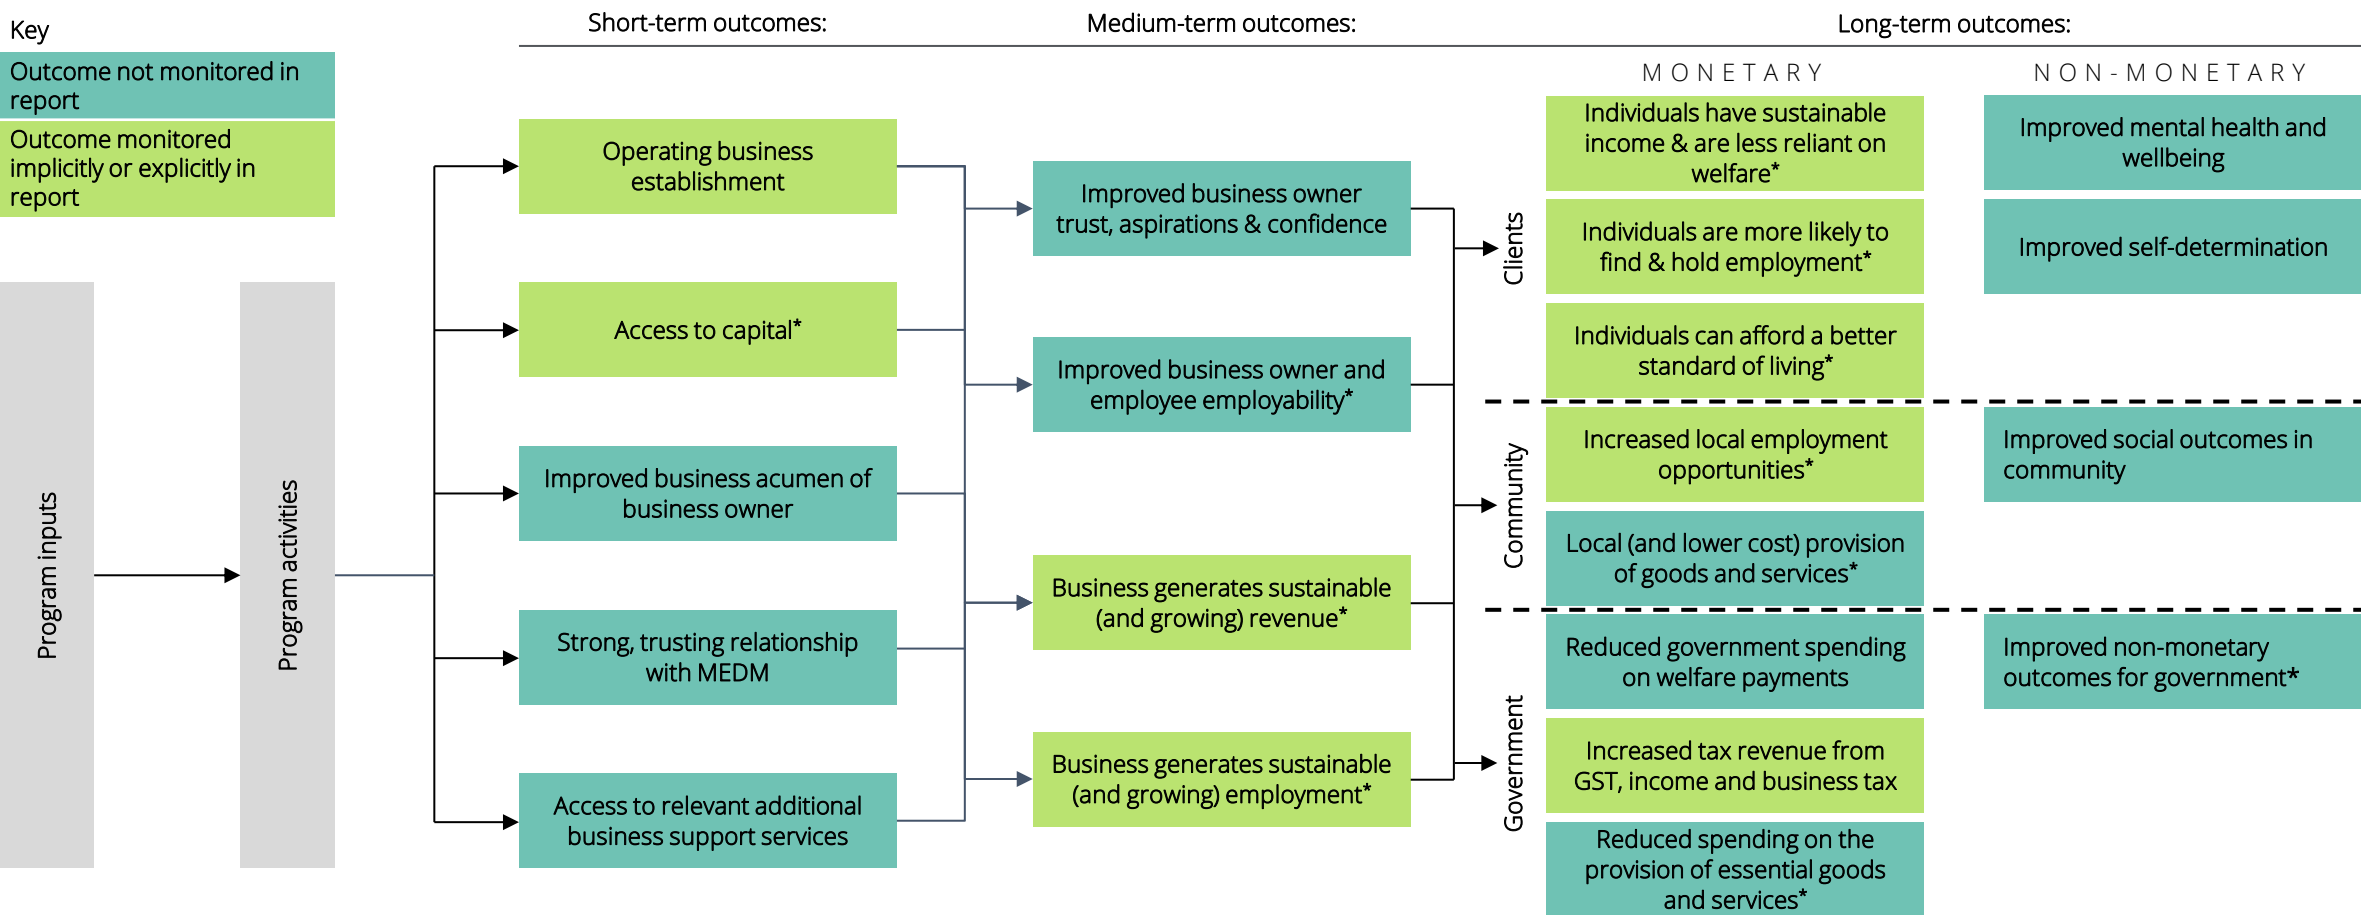 Key
Outcome not monitored in
report
Outcome monitored
implicitly or explicitly in
report
Program inputs
Program activities
Short-term outcomes:
Operating business
establishment
Access to capital*
Improved business acumen of
business owner
Strong, trusting relationship
with MEDM
Access to relevant additional
business support services
Medium-term outcomes:
Improved business owner
trust, aspirations & confidence
Improved business owner and
employee employability*
Business generates sustainable
(and growing) revenue*
Business generates sustainable
(and growing) employment*
Long-term outcomes:
MONETARY
NON-MONETARY
Clients
Individuals have sustainable
income & are less reliant on
welfare*
Individuals are more likely to
find & hold employment*
Individuals can afford a better
standard of living*
Improved mental health and
wellbeing
Improved self-determination
Community
Increased local employment
opportunities*
Local (and lower cost) provision
of goods and services*
Improved social outcomes in
community
Government
Reduced government spending
on welfare payments
Increased tax revenue from
GST, income and business tax
Reduced spending on the
provision of essential goods
and services*
Improved non-monetary
outcomes for government*